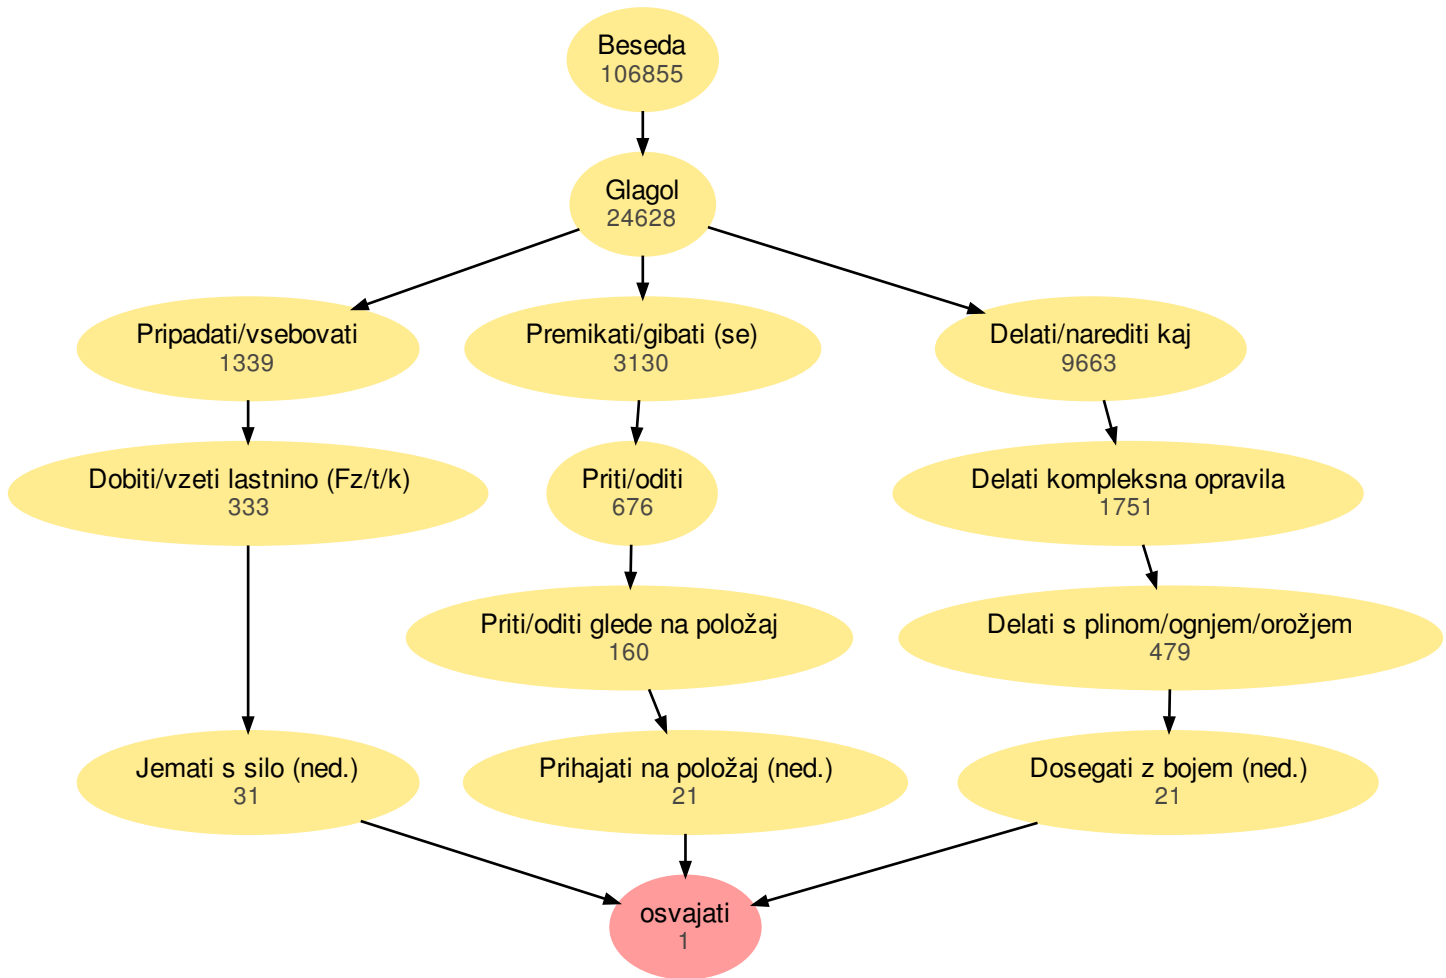 Beseda
106855
Glagol
24628
Pripadati/vsebovati
1339
Premikati/gibati (se)
3130
Delati/narediti kaj
9663
Dobiti/vzeti lastnino (Fz/t/k)
333
Priti/oditi
676
Delati kompleksna opravila
1751
Priti/oditi glede na položaj
160
Delati s plinom/ognjem/orožjem
479
Jemati s silo (ned.)
31
Prihajati na položaj (ned.)
21
Dosegati z bojem (ned.)
21
osvajati
1